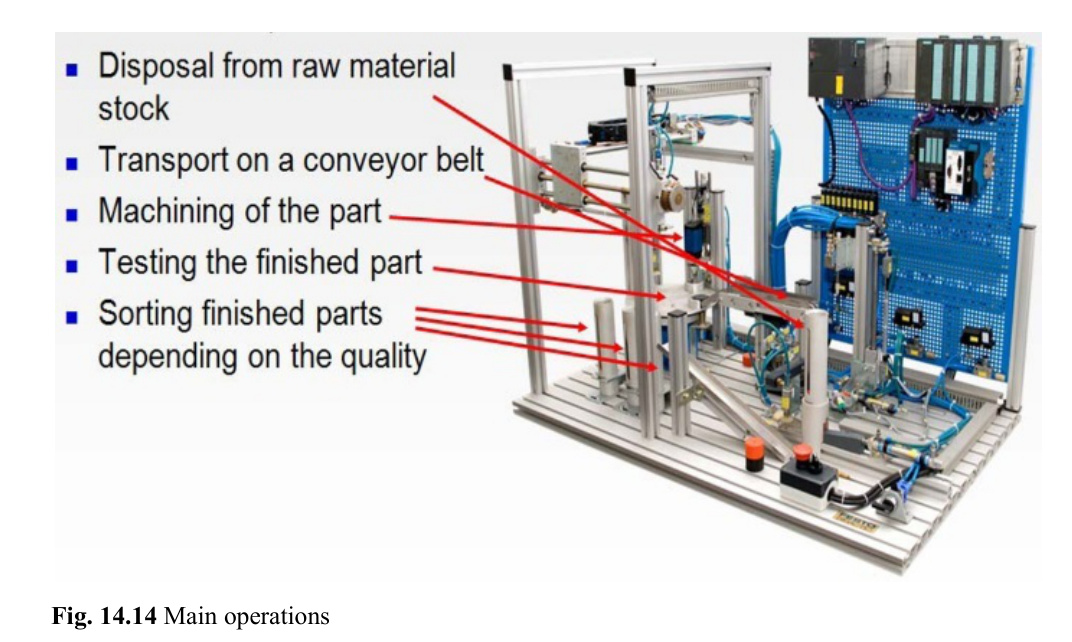 Disposal from raw material
stock
Transport on a conveyor belt
Machining of the part
Testing the finished part
Sorting finished parts
depending on the quality
FESTO
Fig. 14.14 Main operations